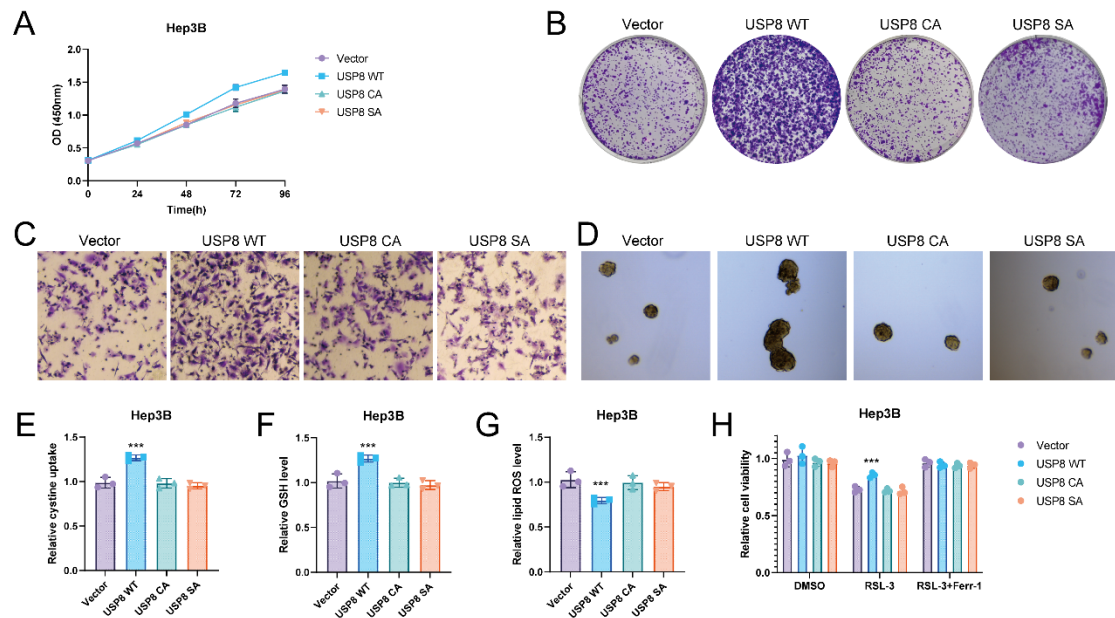 A
Hep3B
OD (450nm)
2.0
1.5
1.0
0.5
0.0
0 24 48 72 96
Time(h)
Vector
USP8 WT
USP8 CA
USP8 SA
B
Vector USP8 WT USP8 CA USP8 SA
C
Vector USP8 WT USP8 CA USP8 SA
D
Vector USP8 WT USP8 CA USP8 SA
E
Hep3B
Relative cystine uptake
1.5
1.0
0.5
0.0
***
Vector USP8 WT USP8 CA USP8 SA
F
Hep3B
Relative GSH level
1.5
1.0
0.5
0.0
***
Vector USP8 WT USP8 CA USP8 SA
G
Hep3B
Relative lipid ROS level
1.5
1.0
0.5
0.0
***
Vector USP8 WT USP8 CA USP8 SA
H
Hep3B
Relative cell viability
1.0
0.5
0.0
***
DMSO RSL-3 RSL-3+Ferr-1
Vector
USP8 WT
USP8 CA
USP8 SA